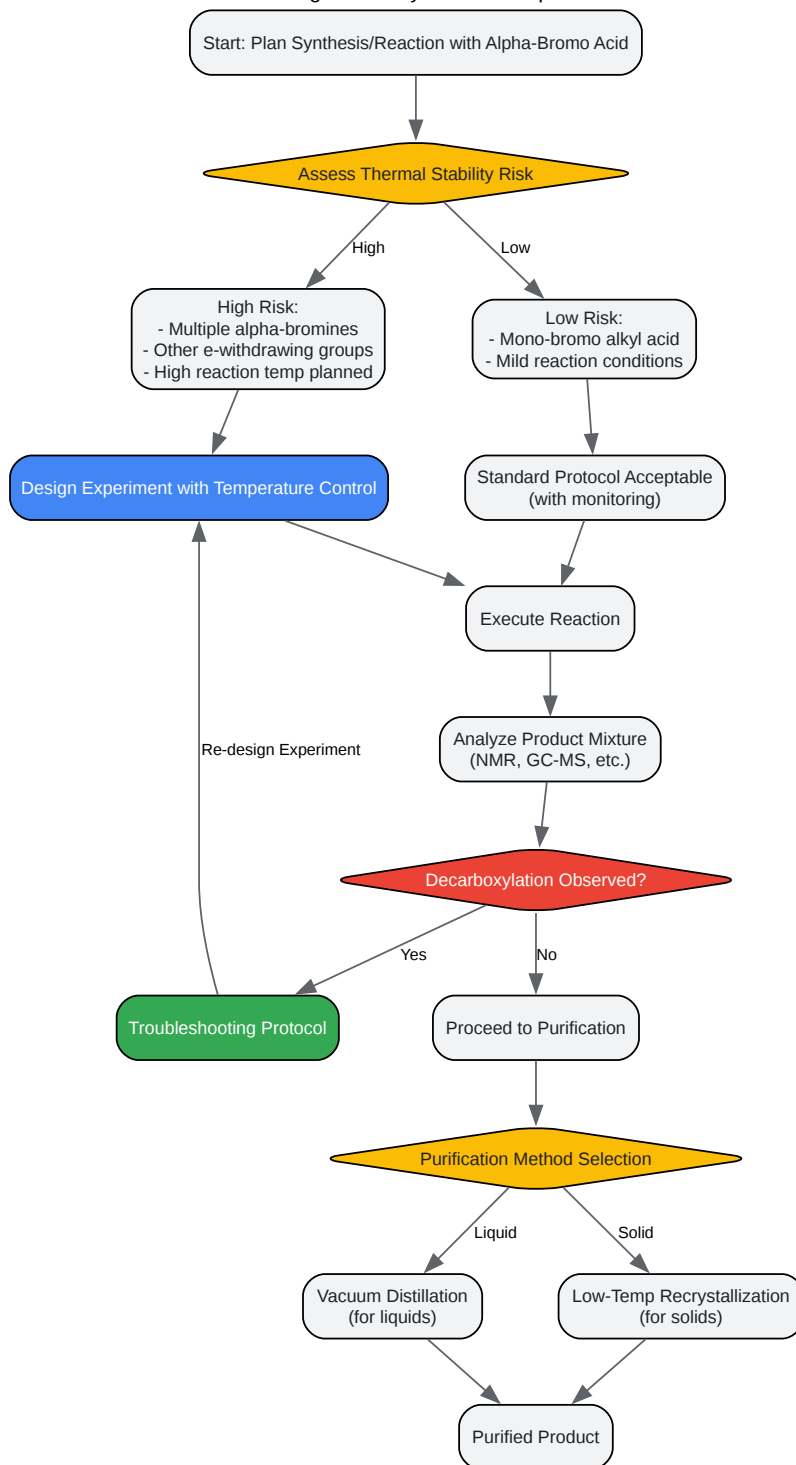 Start: Plan Synthesis/Reaction with Alpha-Bromo Acid
Assess Thermal Stability Risk
High
Low
High Risk:
- Multiple alpha-bromines
- Other e-withdrawing groups
- High reaction temp planned
Low Risk:
- Mono-bromo alkyl acid
- Mild reaction conditions
Design Experiment with Temperature Control
Standard Protocol Acceptable
(with monitoring)
Execute Reaction
Re-design Experiment
Analyze Product Mixture
(NMR, GC-MS, etc.)
Decarboxylation Observed?
Yes
No
Troubleshooting Protocol
Proceed to Purification
Purification Method Selection
Liquid
Solid
Vacuum Distillation
(for liquids)
Low-Temp Recrystallization
(for solids)
Purified Product